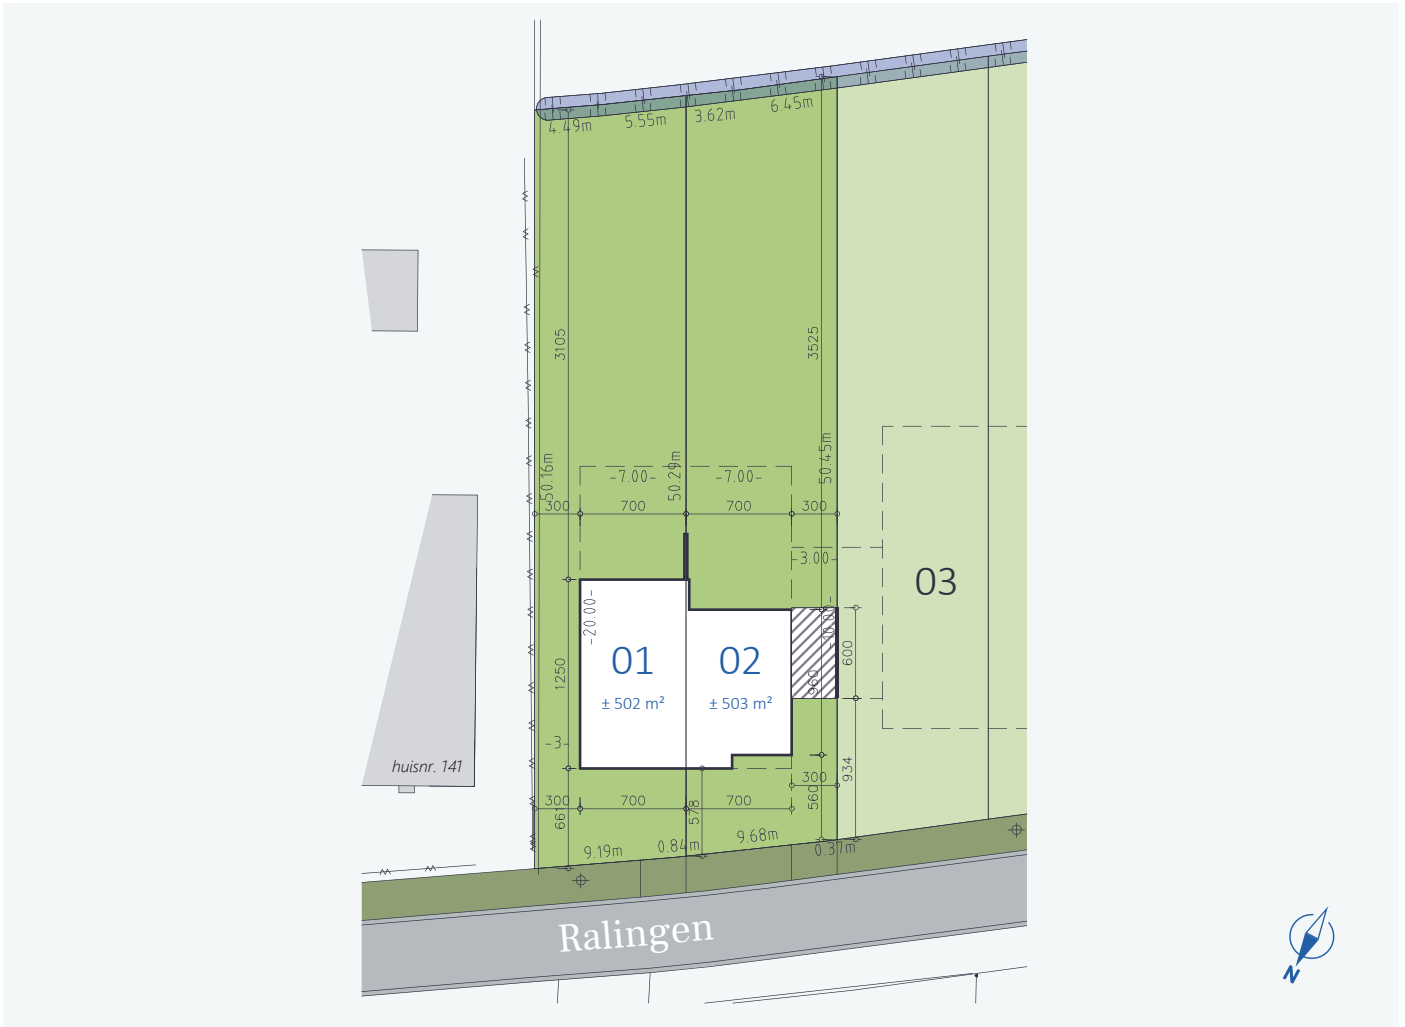 4.49m
5.55m
3.62m
6.45m
3105
3525
50.16m
50.29m
50.45m
-7.00-
-7.00-
300
700
700
300
-3.00-
03
-20.00-
-10.00-
01
02
600
± 502 m²
± 503 m²
1250
960
-3-
huisnr. 141
934
300
300
700
700
560
661
578
9.19m
0.84m
9.68m
0.37m
Ralingen
N